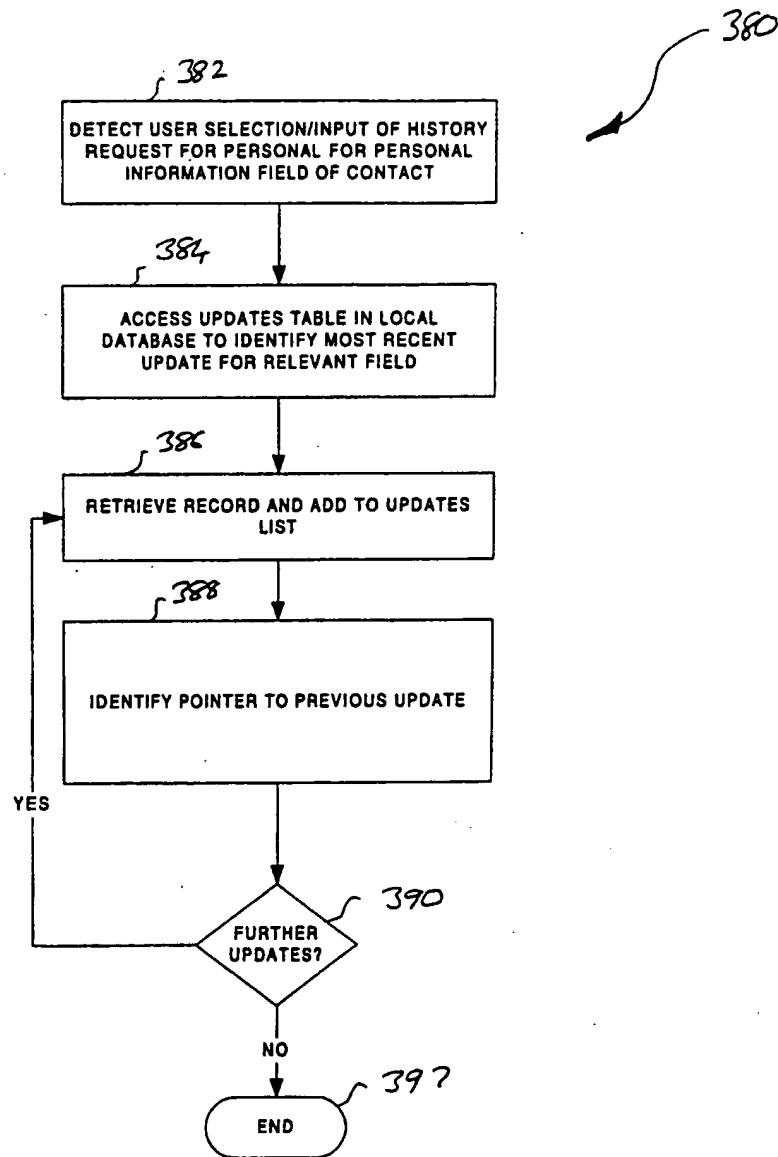 380
382
DETECT USER SELECTION/INPUT OF HISTORY
REQUEST FOR PERSONAL FOR PERSONAL
INFORMATION FIELD OF CONTACT
384
ACCESS UPDATES TABLE IN LOCAL
DATABASE TO IDENTIFY MOST RECENT
UPDATE FOR RELEVANT FIELD
386
RETRIEVE RECORD AND ADD TO UPDATES
LIST
388
IDENTIFY POINTER TO PREVIOUS UPDATE
YES
390
FURTHER
UPDATES?
NO
397
END